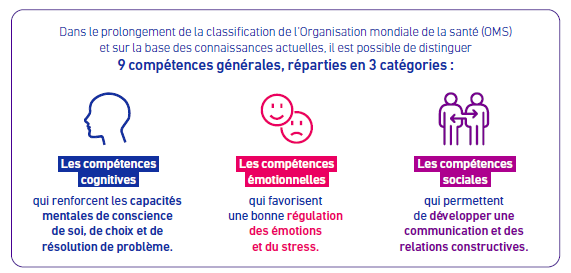 Dans le prolongement de la classification de l'Organisation mondiale de la santé (OMS)
et sur la base des connaissances actuelles, il est possible de distinguer
9 compétences générales, réparties en 3 catégories :
Les compétences
cognitives
qui renforcent les capacités
mentales de conscience
de soi, de choix et de
résolution de problème.
Les compétences
émotionnelles
qui favorisent
une bonne régulation
des émotions
et du stress.
Les compétences
sociales
qui permettent
de développer une
communication et des
relations constructives.